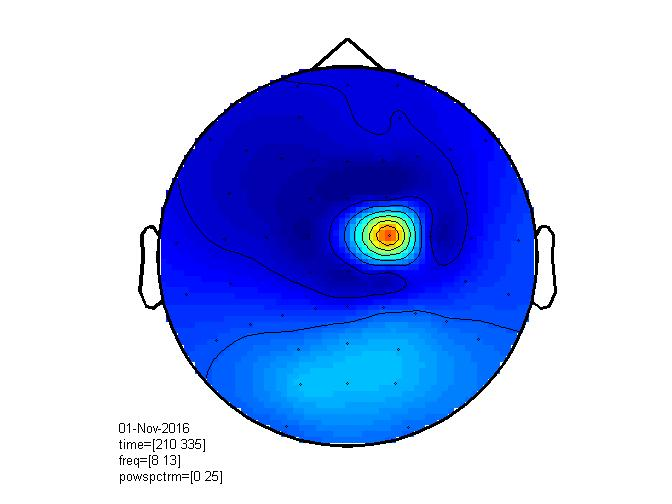 01-Nov-2016
time=[210 335]
freq=[8 13]
powspctrm=[0 25]